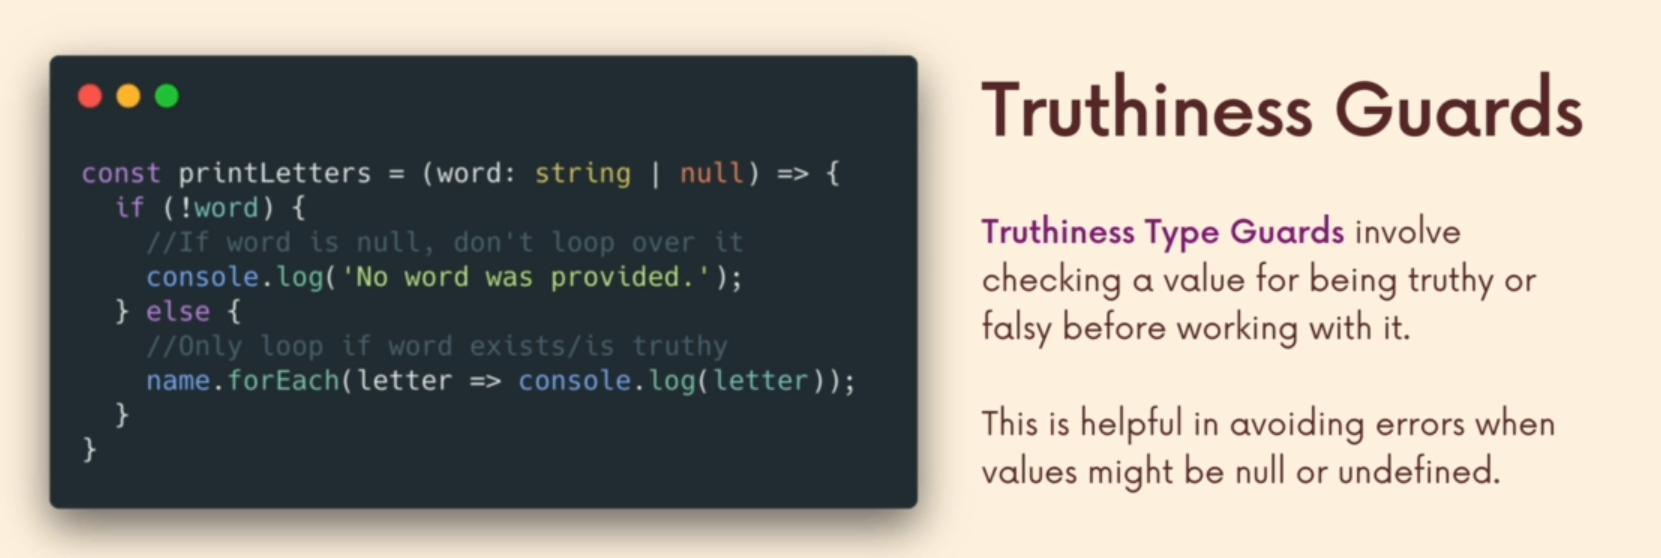 const printLetters = (word: string | null) => {
  if (!word) {
    //If word is null, don't loop over it
    console.log('No word was provided.');
  } else {
    //Only loop if word exists/is truthy
    name.forEach(letter => console.log(letter));
  }
}
Truthiness Guards
Truthiness Type Guards involve
checking a value for being truthy or
falsy before working with it.
This is helpful in avoiding errors when
values might be null or undefined.